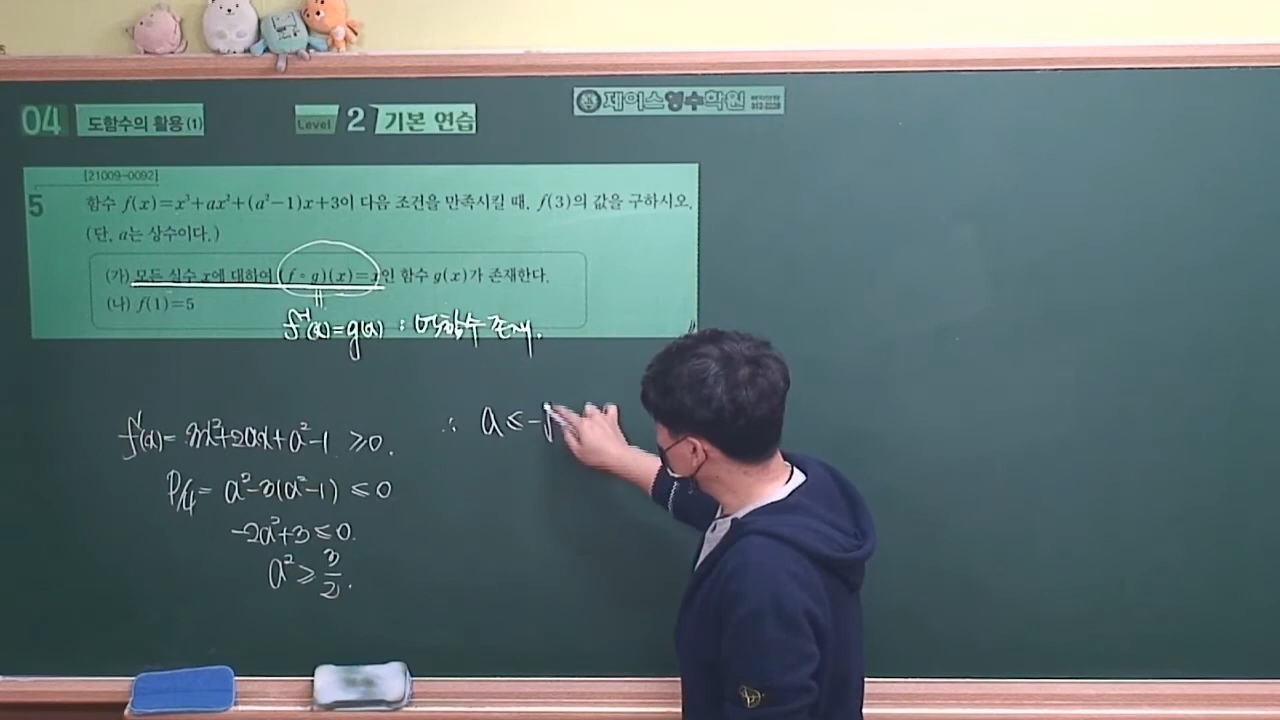 04 도함수의 활용 (1) Level 2 기본 연습
제이스영수학원
[21009-0092]
5 함수 f(x)=x³+ax²+(a²-1)x+3이 다음 조건을 만족시킬 때, f(3)의 값을 구하시오.
(단, a는 상수이다.)
(가) 모든 실수 x에 대하여 (f∘g)(x)=x인 함수 g(x)가 존재한다.
(나) f(1)=5
f⁻¹(x)=g(x) : 역함수 존재.
f'(x)= 3x²+2ax+a²-1 ≥0.
D/4= a²-3(a²-1) ≤0
-2a²+3≤0.
a²≥3/2.
∴ a≤-√